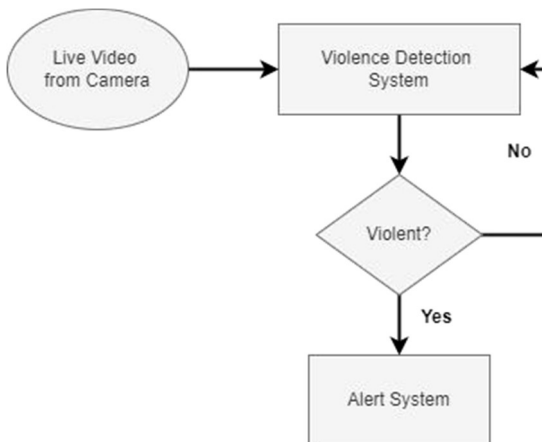 Live Video
from Camera
Violence Detection
System
No
Violent?
Yes
Alert System